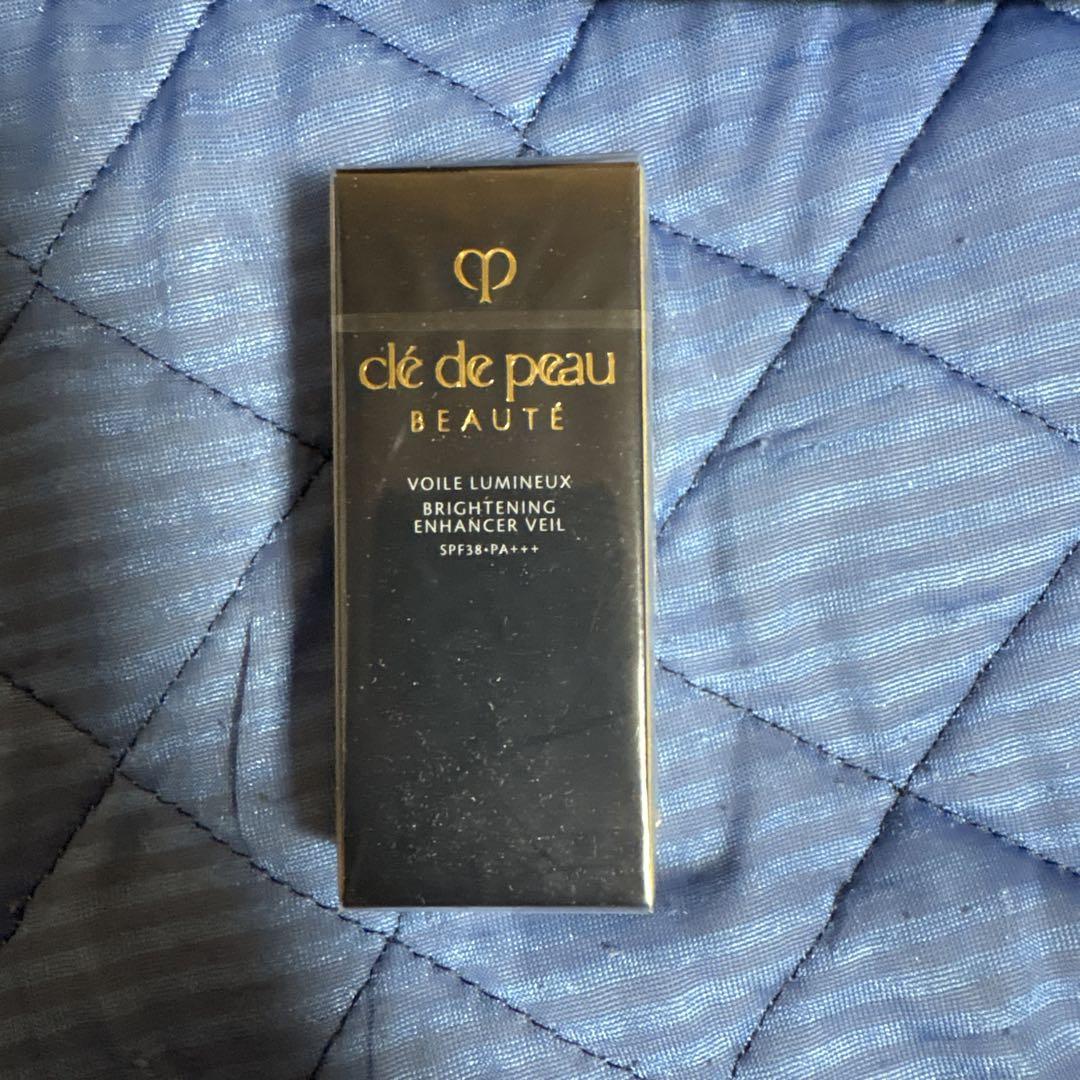 clé de peau
BEAUTÉ
VOILE LUMINEUX
BRIGHTENING
ENHANCER VEIL
SPF38•PA+++